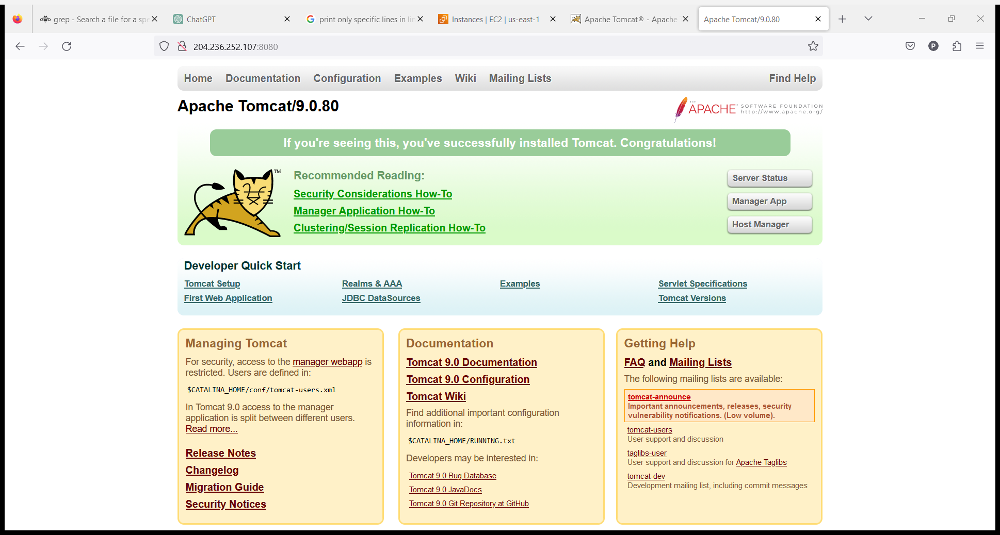 grep - Search a file for a spe
ChatGPT
print only specific lines in lin
Instances | EC2 | us-east-1
Apache Tomcat® - Apache
Apache Tomcat/9.0.80
204.236.252.107:8080
P
Home Documentation Configuration Examples Wiki Mailing Lists Find Help
Apache Tomcat/9.0.80
THE APACHE® SOFTWARE FOUNDATION
http://www.apache.org/
If you're seeing this, you've successfully installed Tomcat. Congratulations!
TM
Recommended Reading:
Security Considerations How-To
Manager Application How-To
Clustering/Session Replication How-To
Server Status
Manager App
Host Manager
Developer Quick Start
Tomcat Setup
First Web Application
Realms & AAA
JDBC DataSources
Examples
Servlet Specifications
Tomcat Versions
Managing Tomcat
For security, access to the manager webapp is
restricted. Users are defined in:
$CATALINA_HOME/conf/tomcat-users.xml
In Tomcat 9.0 access to the manager
application is split between different users.
Read more...
Release Notes
Changelog
Migration Guide
Security Notices
Documentation
Tomcat 9.0 Documentation
Tomcat 9.0 Configuration
Tomcat Wiki
Find additional important configuration
information in:
$CATALINA_HOME/RUNNING.txt
Developers may be interested in:
Tomcat 9.0 Bug Database
Tomcat 9.0 JavaDocs
Tomcat 9.0 Git Repository at GitHub
Getting Help
FAQ and Mailing Lists
The following mailing lists are available:
tomcat-announce
Important announcements, releases, security
vulnerability notifications. (Low volume).
tomcat-users
User support and discussion
taglibs-user
User support and discussion for Apache Taglibs
tomcat-dev
Development mailing list, including commit messages